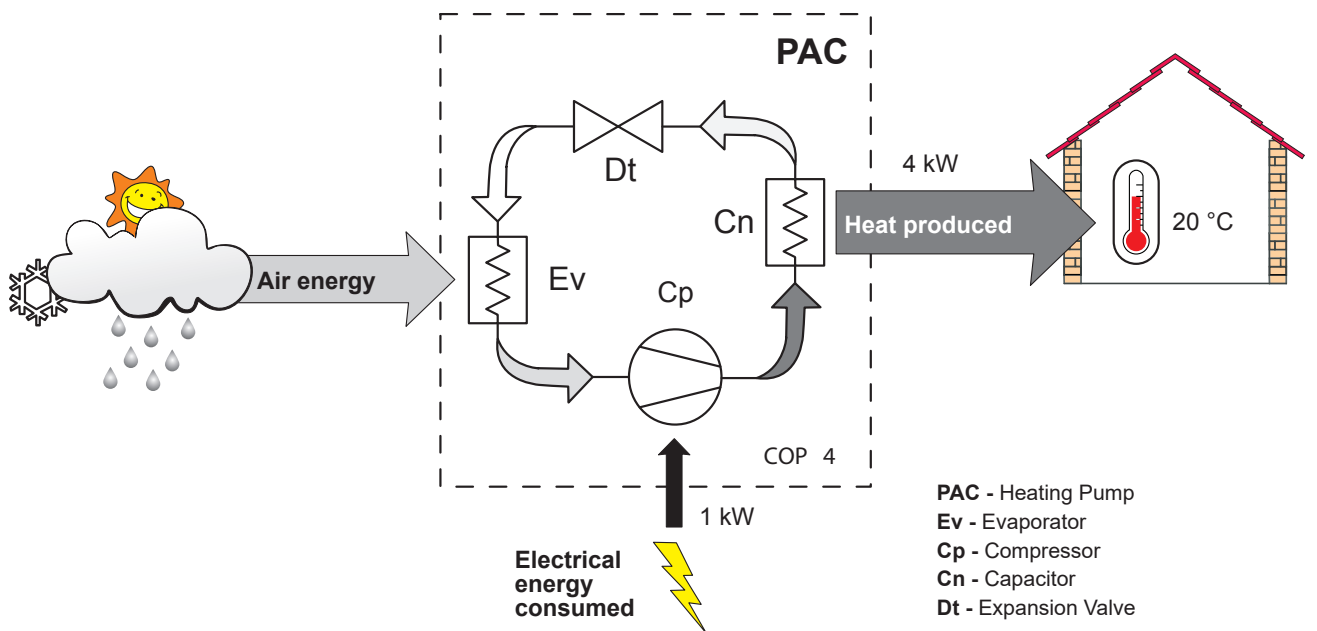 PAC
Dt
4 kW
Cn
Heat produced
20 °C
Air energy
Ev
Cp
COP 4
1 kW
Electrical
energy
consumed
PAC - Heating Pump
Ev - Evaporator
Cp - Compressor
Cn - Capacitor
Dt - Expansion Valve